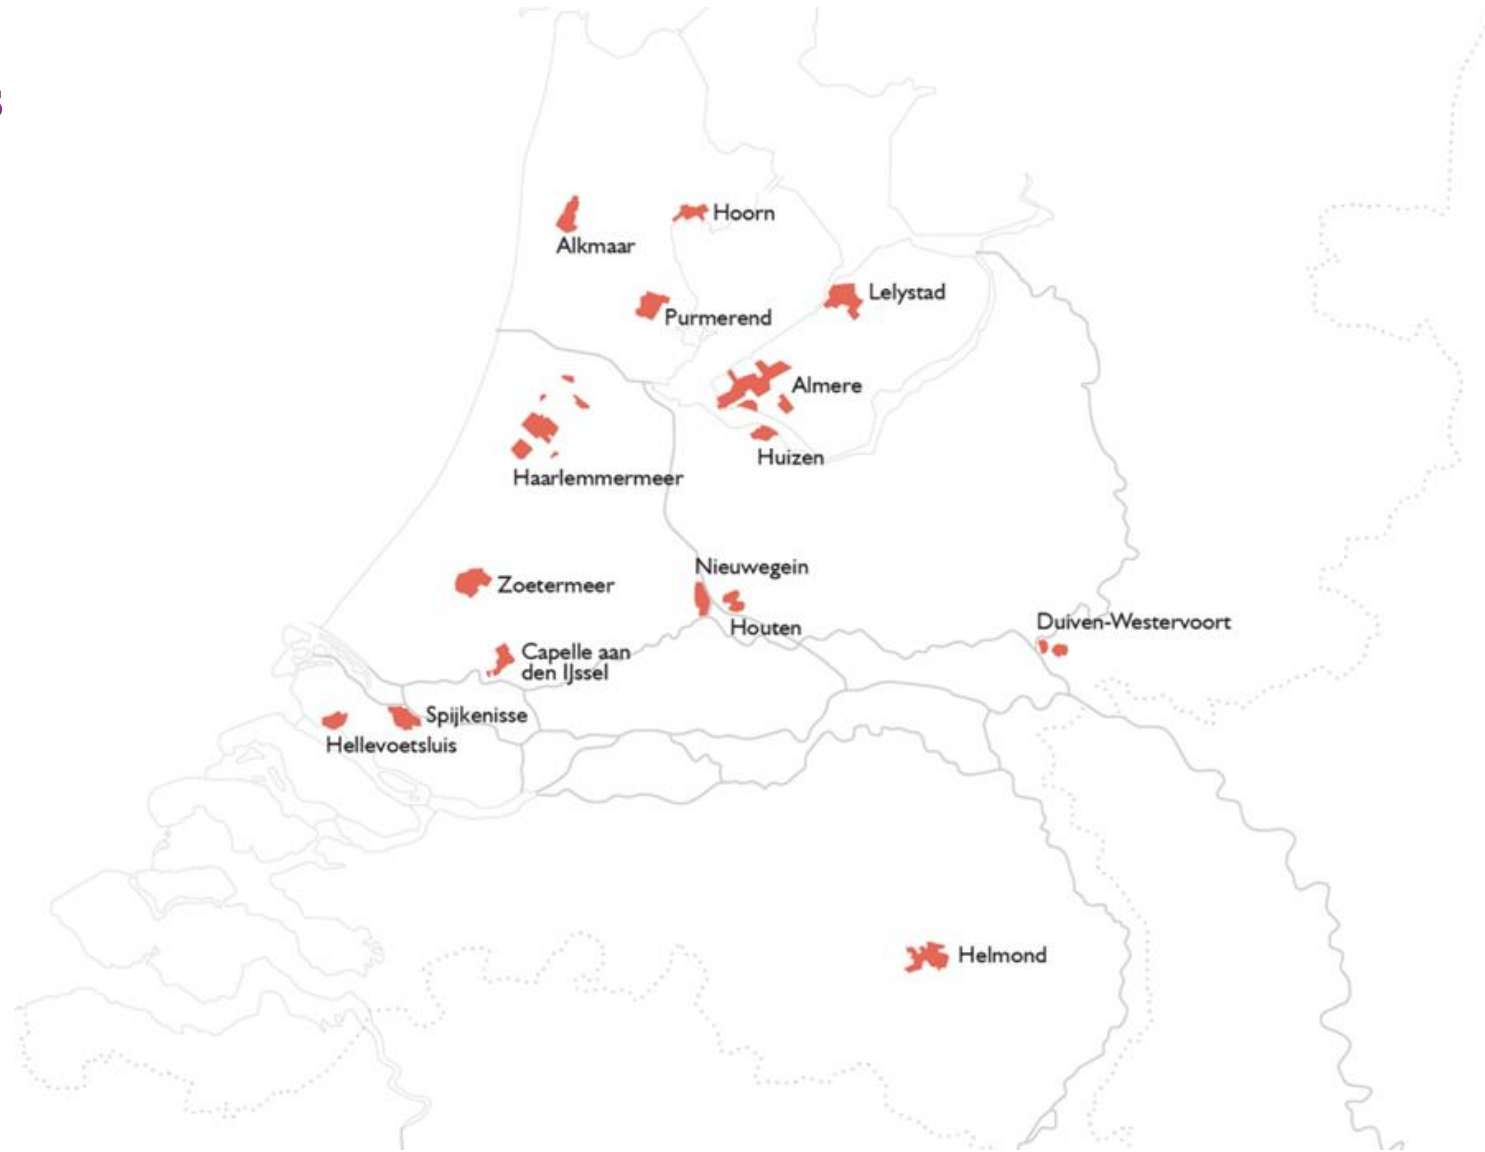 Hoorn
Alkmaar
Lelystad
Purmerend
Almere
Huizen
Haarlemmermeer
Nieuwegein
Zoetermeer
Duiven-Westervoort
Houten
Capelle aan
den IJssel
Spijkenisse
Hellevoetsluis
Helmond